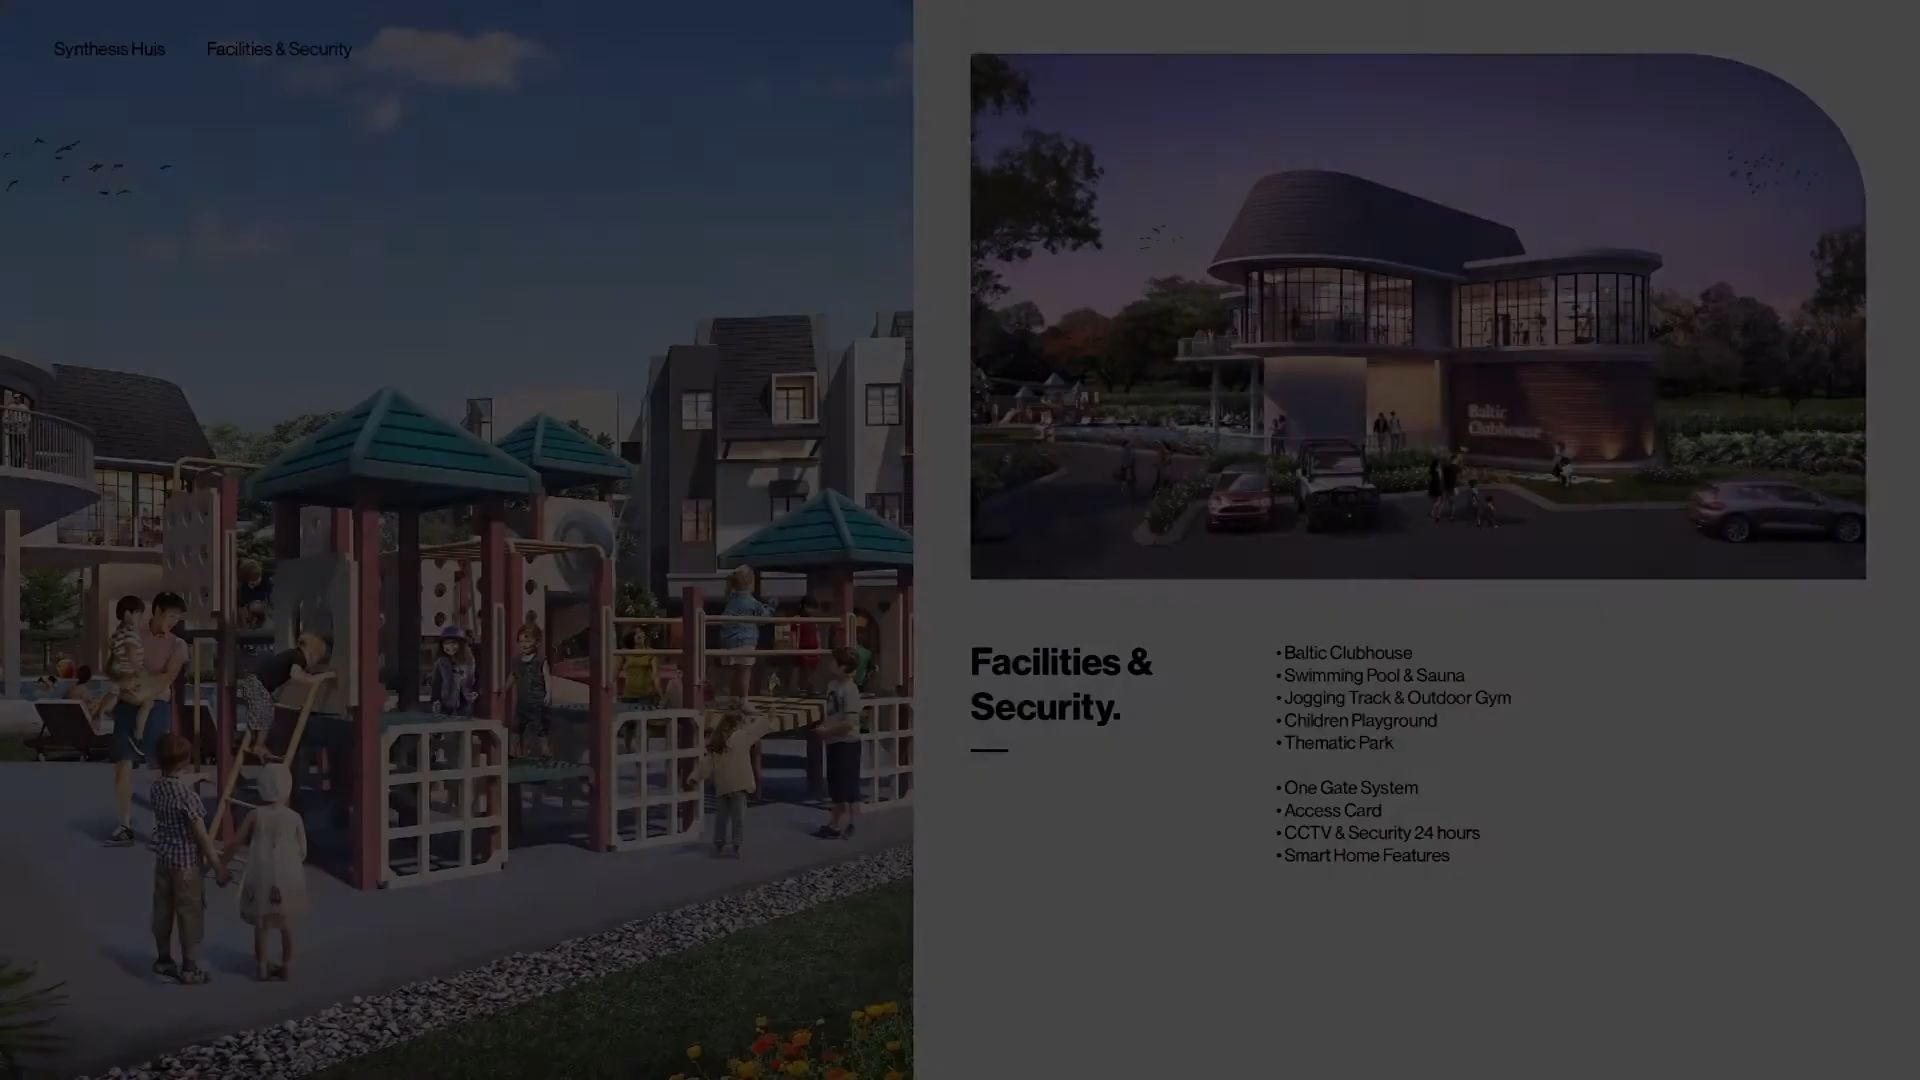 Synthesis Huis Facilities & Security
Baltic
Clubhouse
Facilities &
Security.
• Baltic Clubhouse
• Swimming Pool & Sauna
• Jogging Track & Outdoor Gym
• Children Playground
• Thematic Park
• One Gate System
• Access Card
• CCTV & Security 24 hours
• Smart Home Features